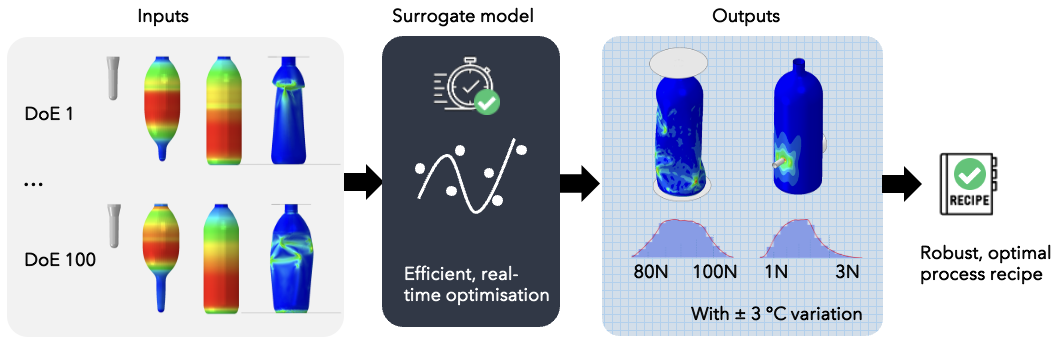 Inputs
Surrogate model
Outputs
DoE 1
...
DoE 100
Efficient, real-
time optimisation
80N
100N
1N
3N
With ± 3 °C variation
RECIPE
Robust, optimal
process recipe